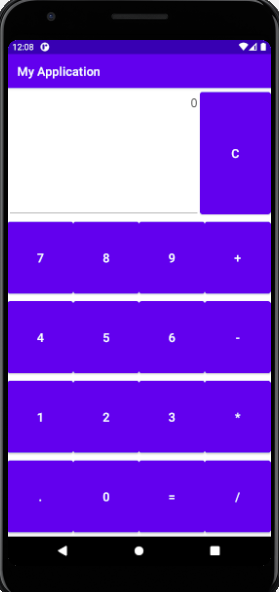 12:08
My Application
0
C
7 8 9 +
4 5 6 -
1 2 3 *
. 0 = /